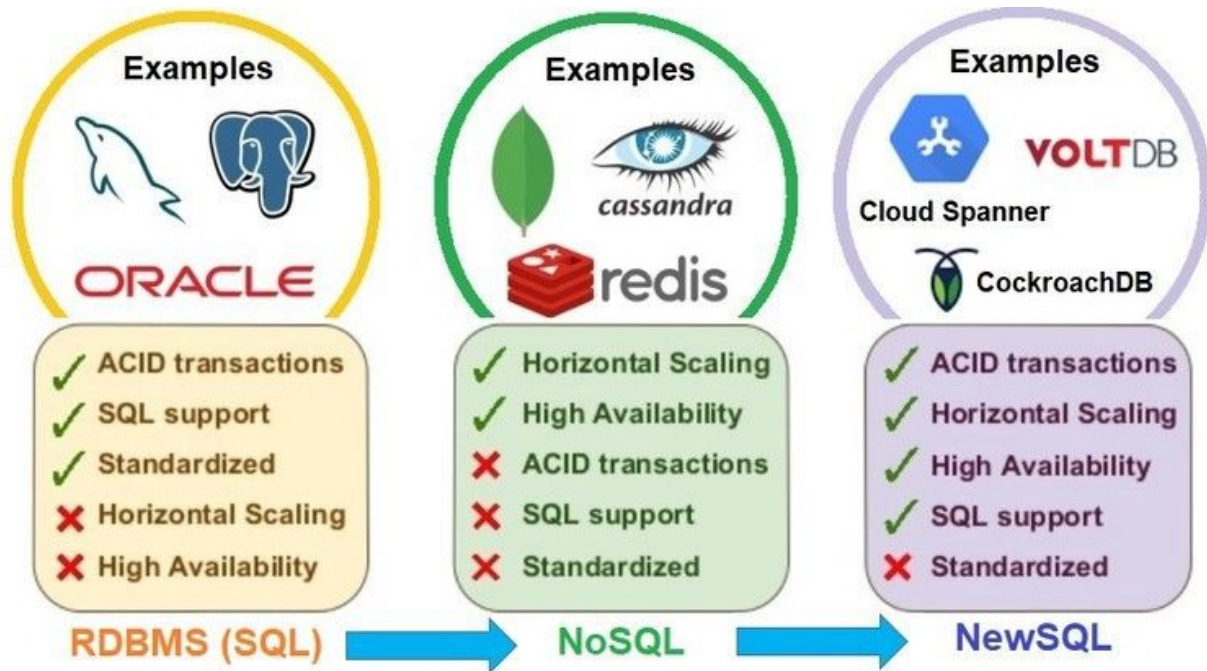 Examples
ORACLE
ACID transactions
SQL support
Standardized
Horizontal Scaling
High Availability
RDBMS (SQL)
Examples
cassandra
redis
Horizontal Scaling
High Availability
ACID transactions
SQL support
Standardized
NoSQL
Examples
VOLTDB
Cloud Spanner
CockroachDB
ACID transactions
Horizontal Scaling
High Availability
SQL support
Standardized
NewSQL